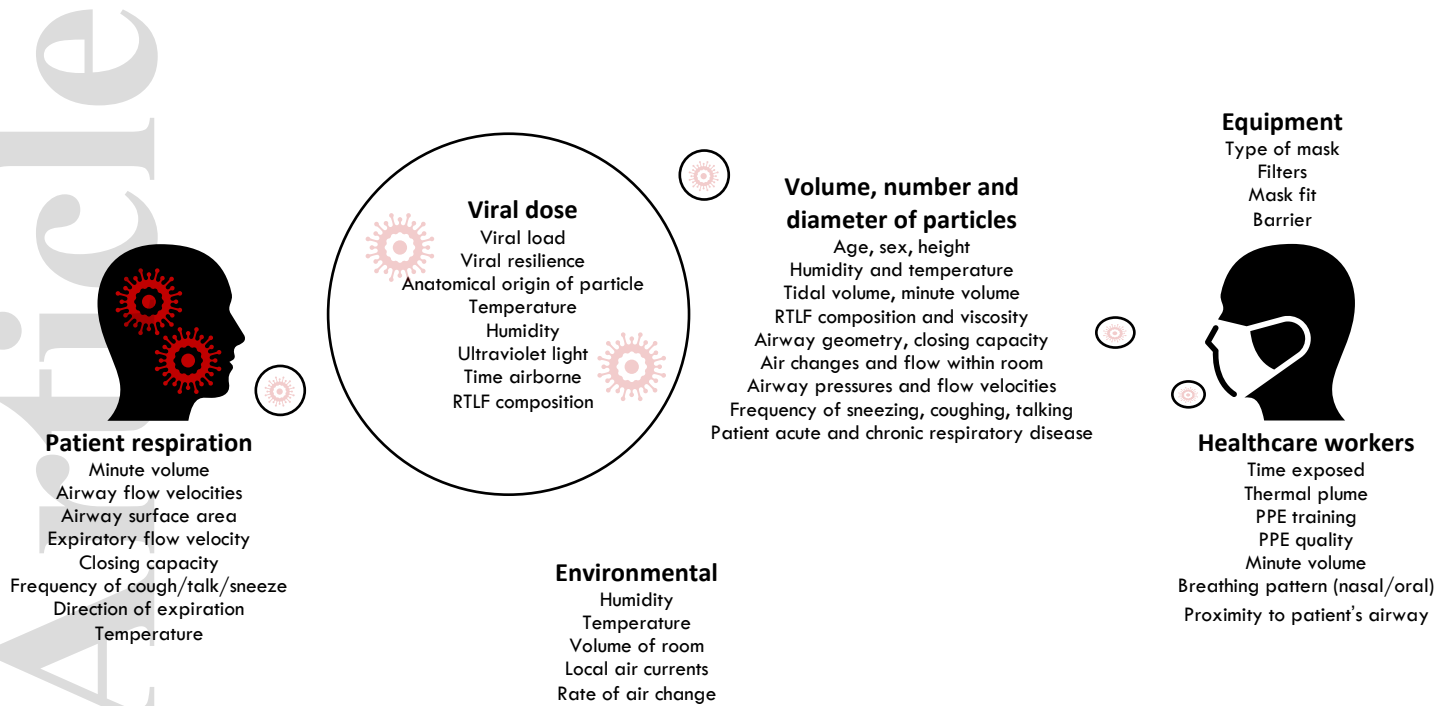 Article
Patient respiration
Minute volume
Airway flow velocities
Airway surface area
Expiratory flow velocity
Closing capacity
Frequency of cough/talk/sneeze
Direction of expiration
Temperature
Viral dose
Viral load
Viral resilience
Anatomical origin of particle
Temperature
Humidity
Ultraviolet light
Time airborne
RTLF composition
Environmental
Humidity
Temperature
Volume of room
Local air currents
Rate of air change
Volume, number and
diameter of particles
Age, sex, height
Humidity and temperature
Tidal volume, minute volume
RTLF composition and viscosity
Airway geometry, closing capacity
Air changes and flow within room
Airway pressures and flow velocities
Frequency of sneezing, coughing, talking
Patient acute and chronic respiratory disease
Equipment
Type of mask
Filters
Mask fit
Barrier
Healthcare workers
Time exposed
Thermal plume
PPE training
PPE quality
Minute volume
Breathing pattern (nasal/oral)
Proximity to patient's airway